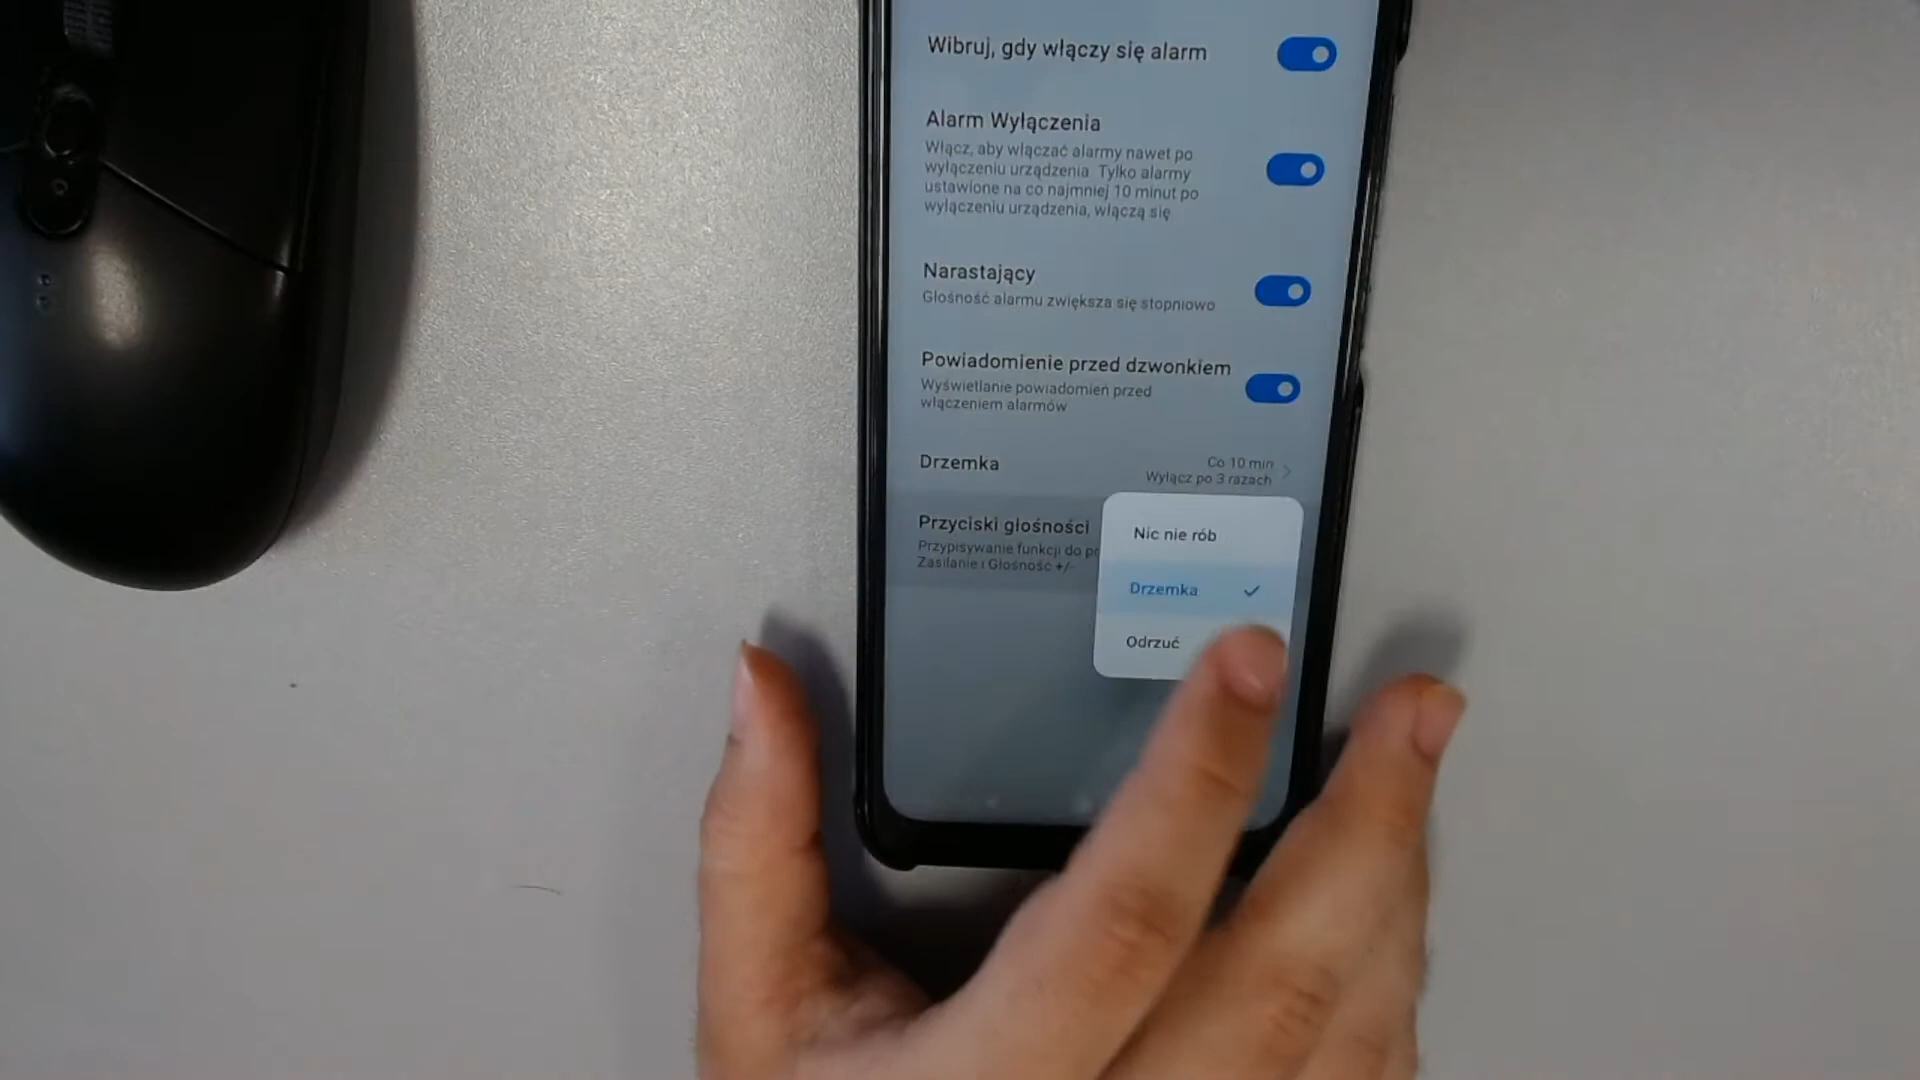 Wibruj, gdy włączy się alarm
Alarm Wyłączenia
Włącz, aby włączać alarmy nawet po
wyłączeniu urządzenia. Tylko alarmy
ustawione na co najmniej 10 minut po
wyłączeniu urządzenia, włączą się
Narastający
Głośność alarmu zwiększa się stopniowo
Powiadomienie przed dzwonkiem
Wyświetlanie powiadomień przed
włączeniem alarmów
Drzemka
Co 10 min
Wyłącz po 3 razach
Przyciski głośności
Przypisywanie funkcji do pr
Zasilanie i Głośność +/-
Nic nie rób
Drzemka
Odrzuć